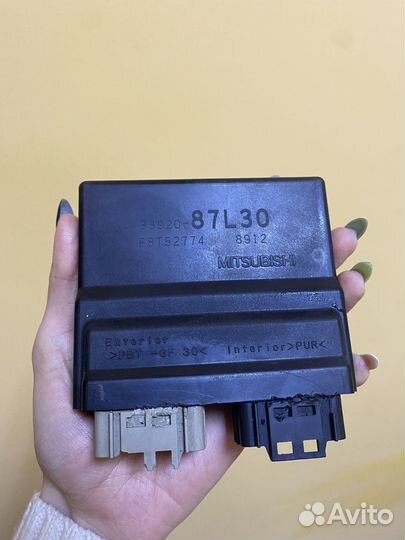 33920-87L30
F8T52774 8912
MITSUBISHI
Exterior
>PBT -GF 30< Interior>PUR<
Avito